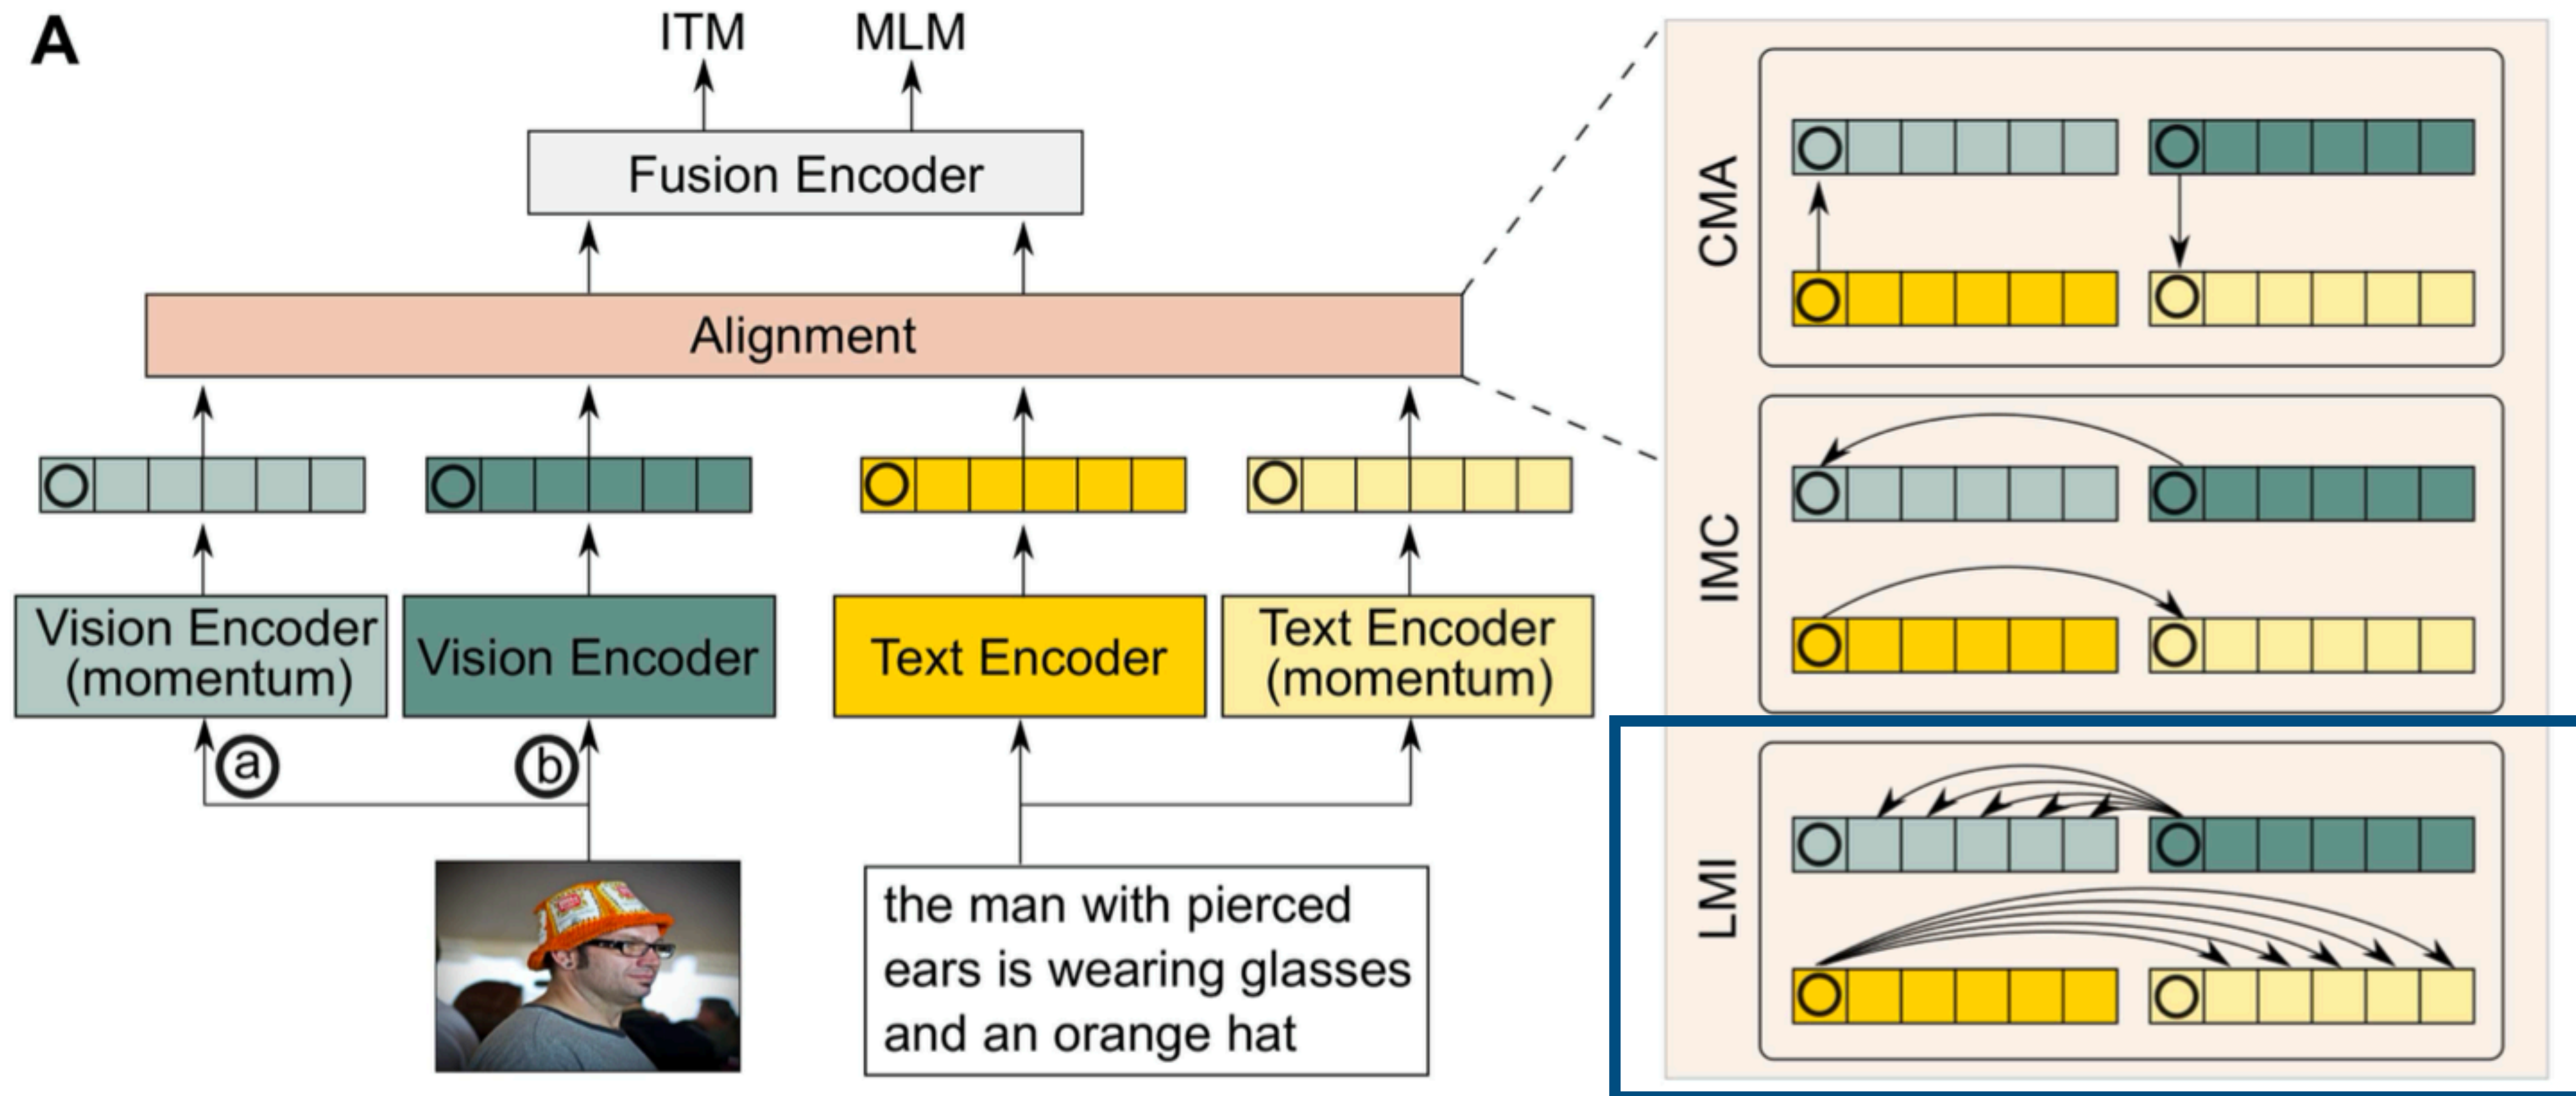 A
ITM
MLM
Fusion Encoder
Alignment
Vision Encoder
(momentum)
Vision Encoder
Text Encoder
Text Encoder
(momentum)
a
b
the man with pierced
ears is wearing glasses
and an orange hat
CMA
IMC
LMI